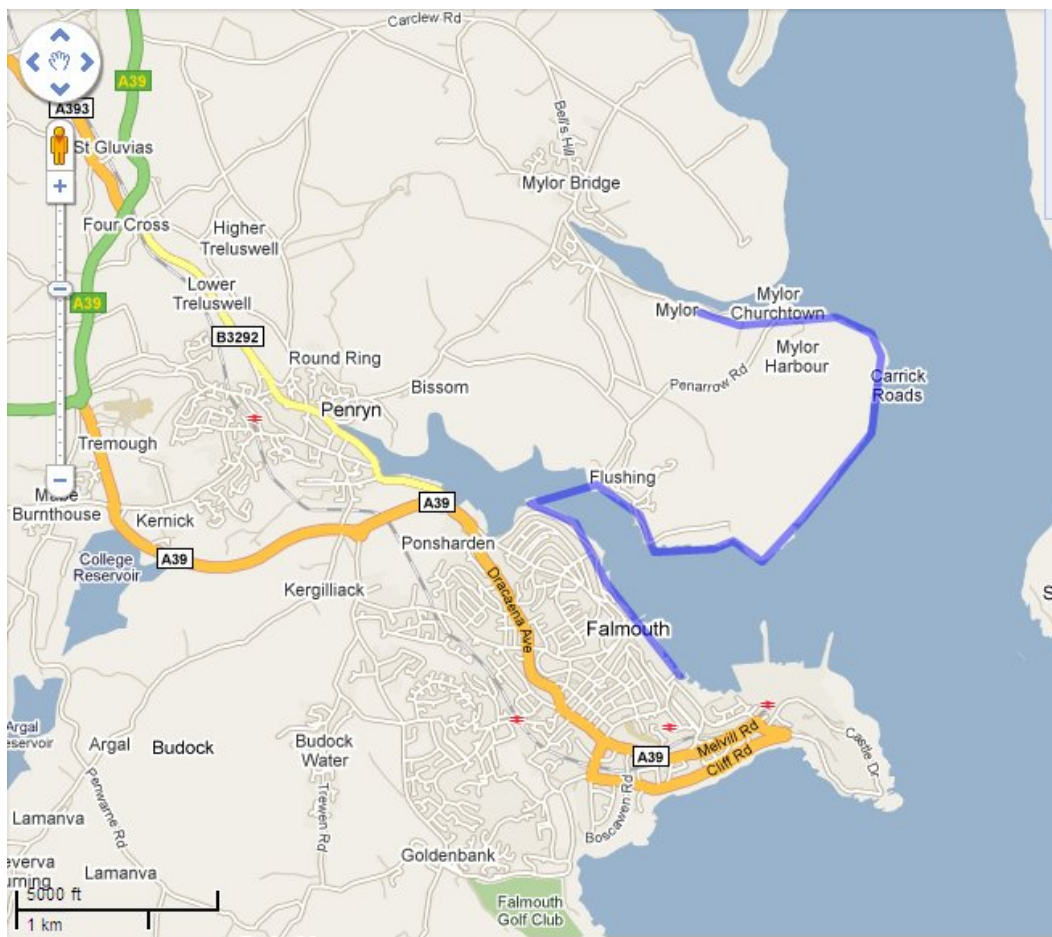 Carclew Rd
A39
A393
St Gluvias
Bell's Hill
Mylor Bridge
Four Cross
Higher
Treluswell
Lower
Treluswell
A39
Mylor
Mylor
Churchtown
B3292
Mylor
Harbour
Round Ring
Penarrow Rd
Carrick
Roads
Bissom
Penryn
Tremough
Flushing
Mabe
Burnthouse
A39
Kernick
Ponsharden
College
Reservoir
A39
Kergilliack
Dracaena Ave
S
Falmouth
Argal
Argal
Budock
Budock
Water
Melvill Rd
A39
Cliff Rd
Castle Dr
Penwarne Rd
Trewen Rd
Boscawen Rd
Lamanva
Goldenbank
Lamanva
5000 ft
1 km
Falmouth
Golf Club